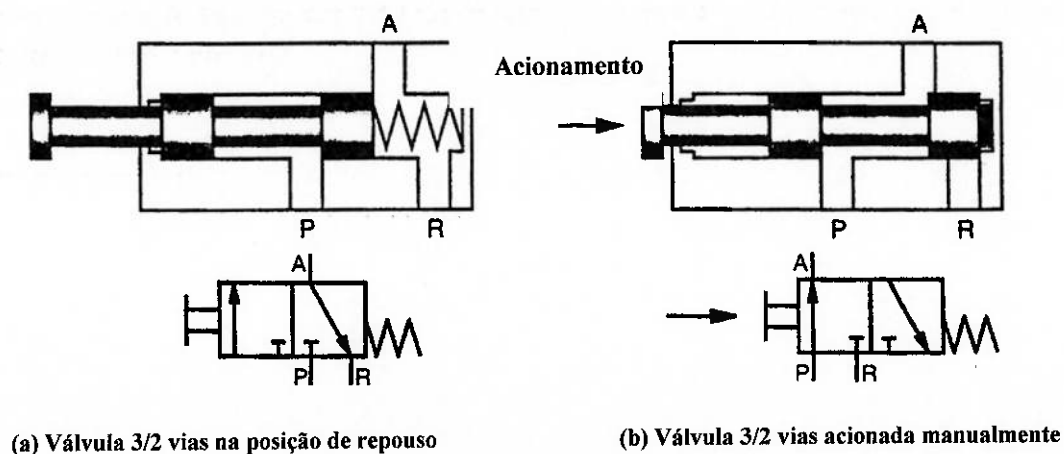 A
P
R
A
P
R
(a) Válvula 3/2 vias na posição de repouso
Acionamento
A
P
R
A
P
R
(b) Válvula 3/2 vias acionada manualmente